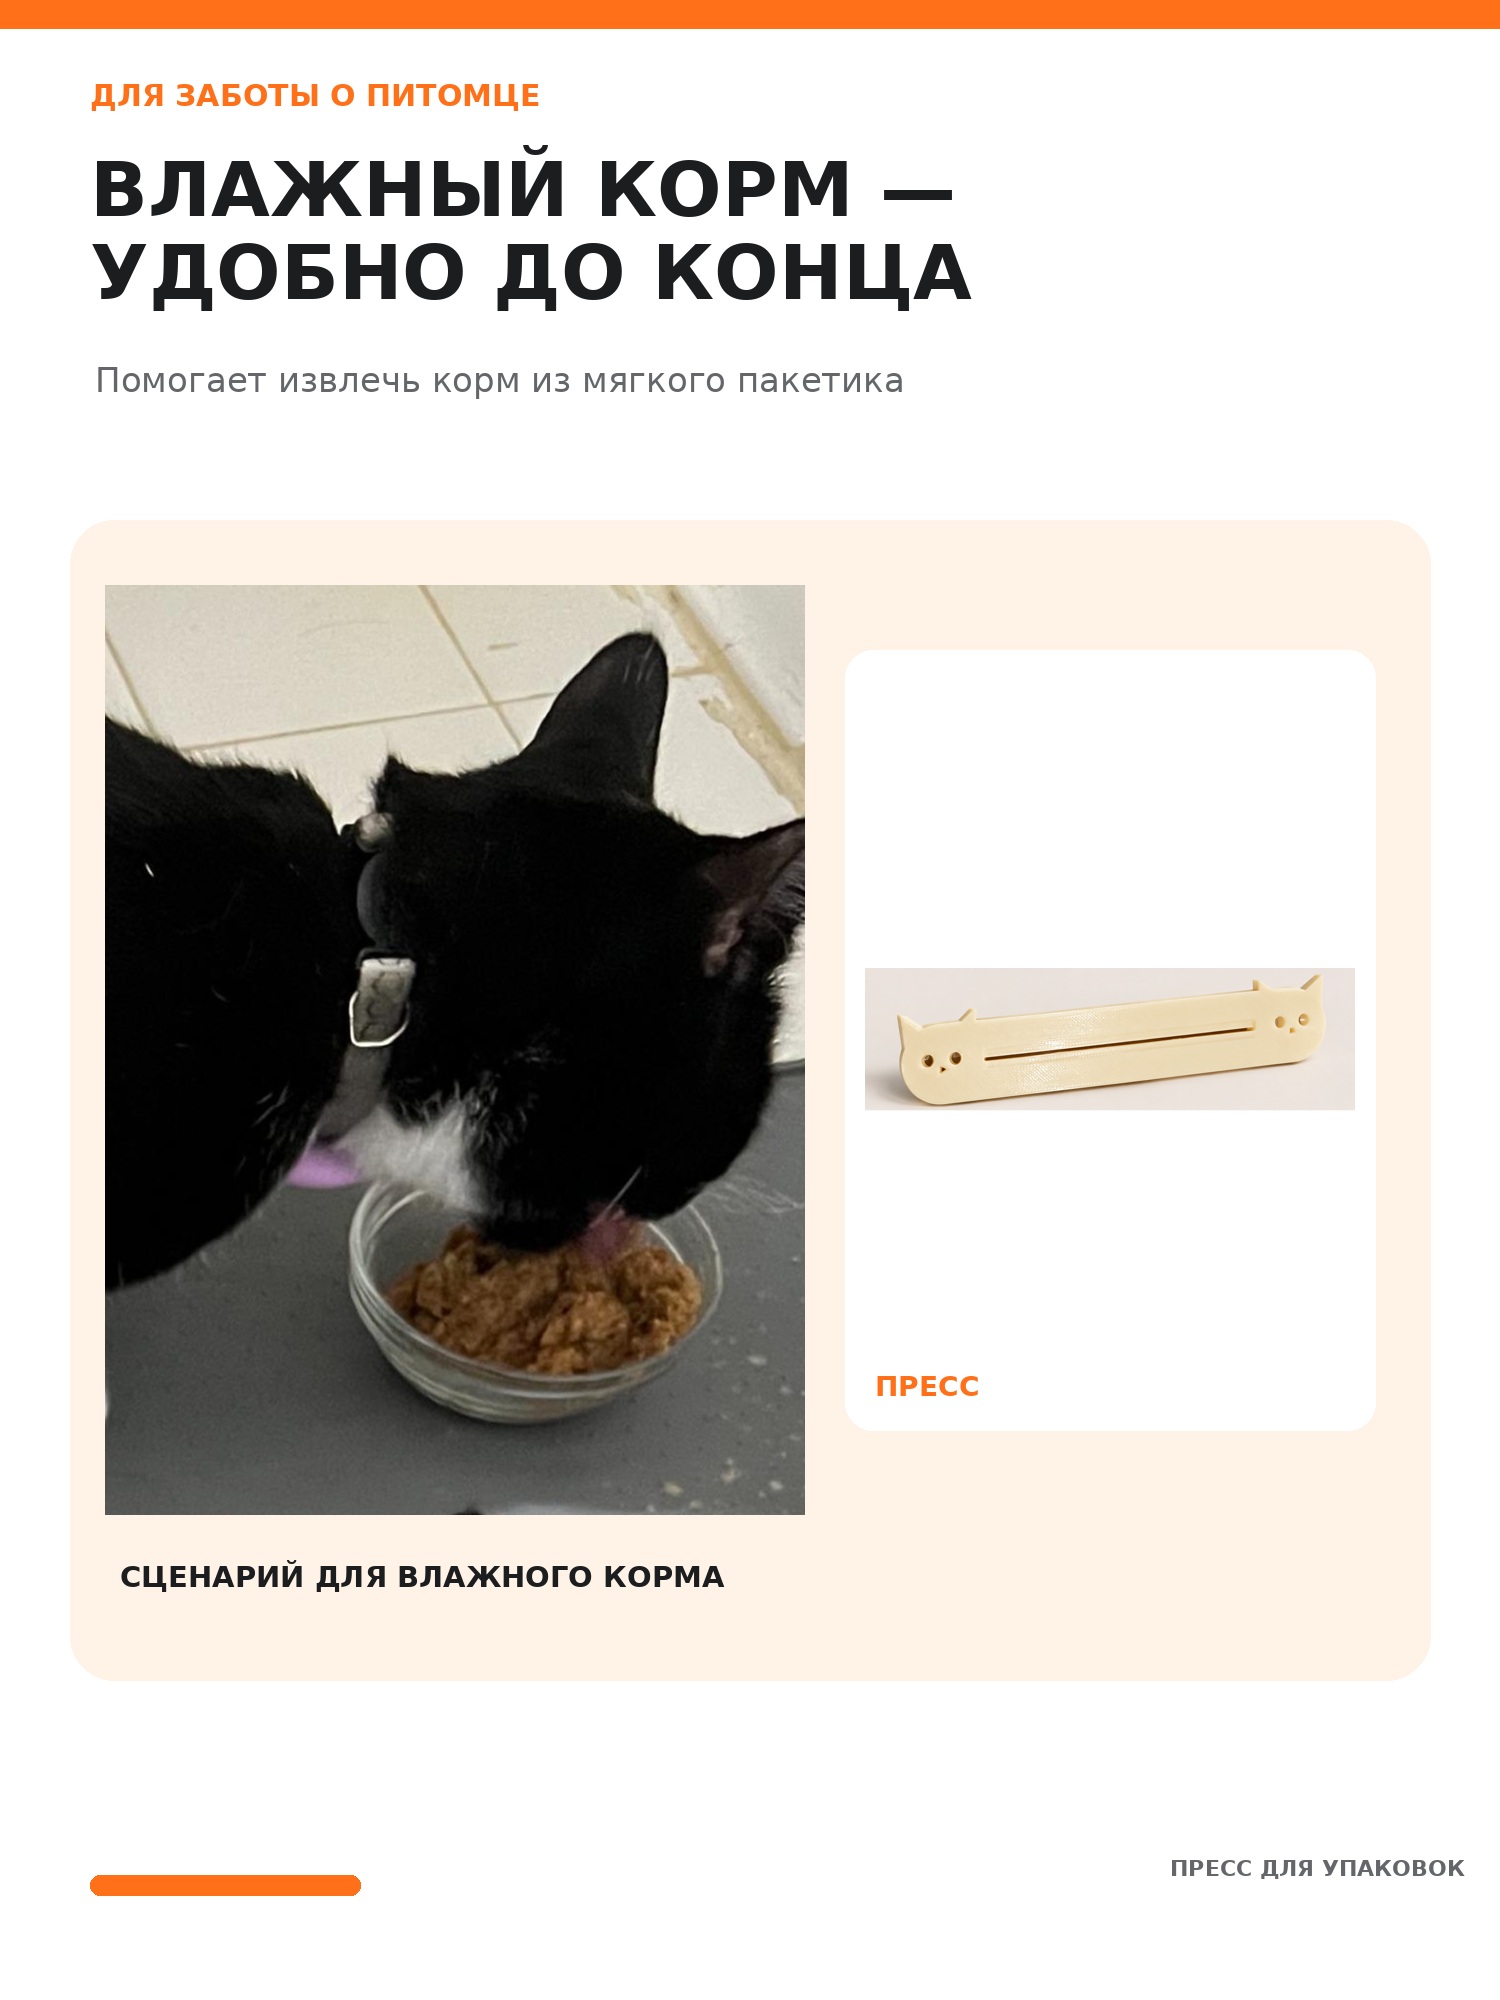 ДЛЯ ЗАБОТЫ О ПИТОМЦЕ
ВЛАЖНЫЙ КОРМ —
УДОБНО ДО КОНЦА
Помогает извлечь корм из мягкого пакетика
ПРЕСС
СЦЕНАРИЙ ДЛЯ ВЛАЖНОГО КОРМА
ПРЕСС ДЛЯ УПАКОВОК